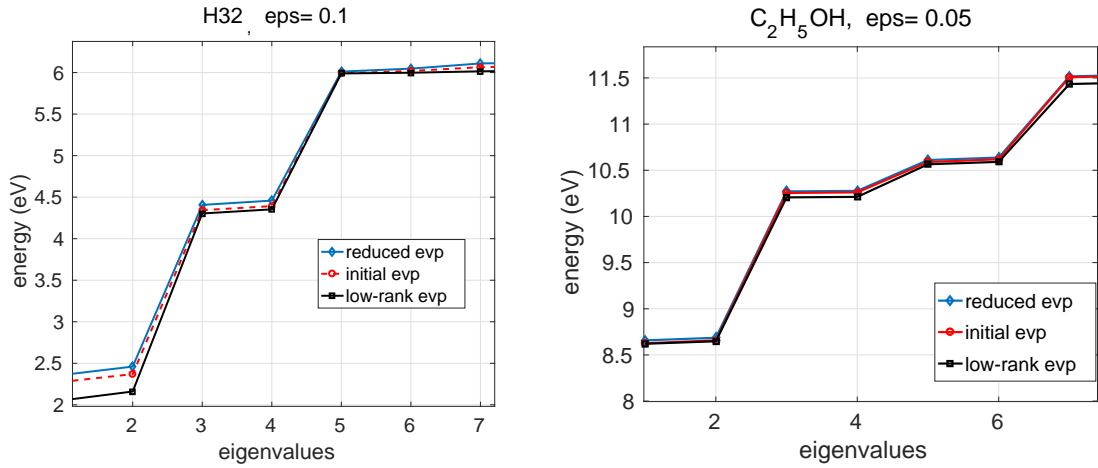 H32, eps= 0.1
6
5.5
5
4.5
4
3.5
3
2.5
2
energy (eV)
2 3 4 5 6 7
eigenvalues
reduced evp
initial evp
low-rank evp
C2H5OH, eps= 0.05
11.5
11
10.5
10
9.5
9
8.5
8
energy (eV)
2 4 6
eigenvalues
reduced evp
initial evp
low-rank evp